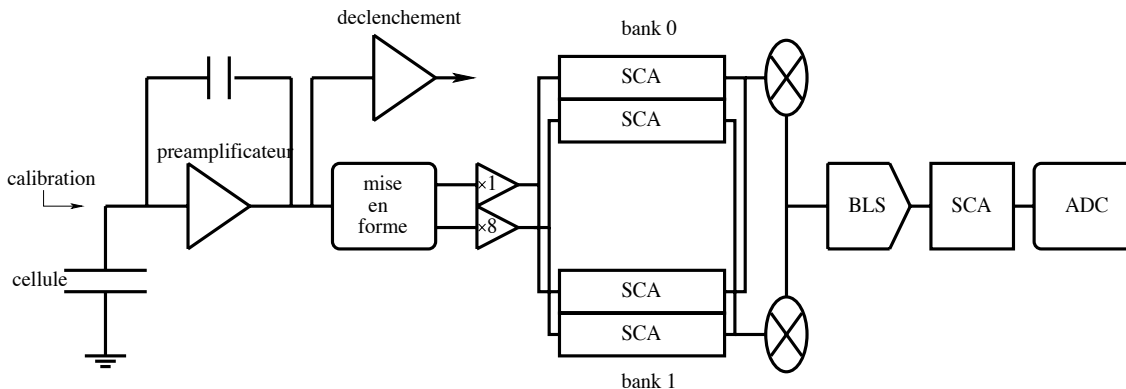 declenchement
bank 0
SCA
SCA
preamplificateur
calibration
mise
en
forme
×1
×8
BLS
SCA
ADC
cellule
SCA
SCA
bank 1